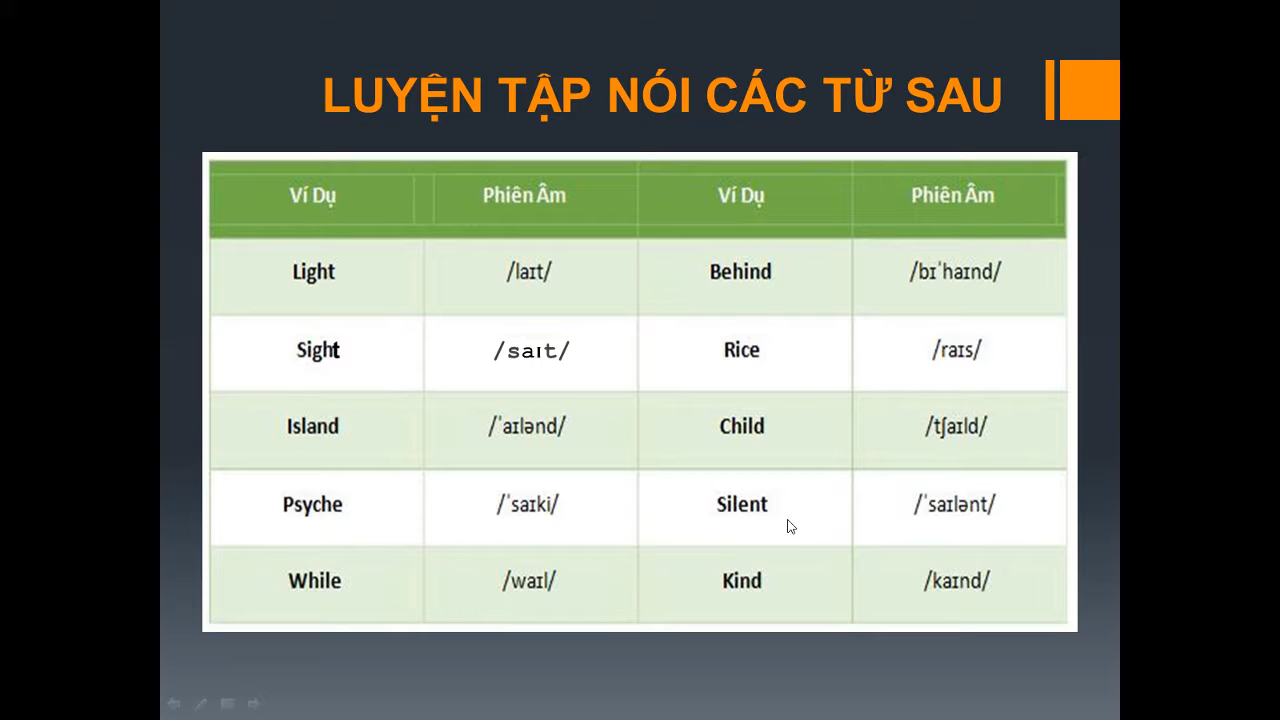 LUYỆN TẬP NÓI CÁC TỪ SAU
Ví Dụ Phiên Âm Ví Dụ Phiên Âm
Light /laɪt/ Behind /bɪˈhaɪnd/
Sight /saɪt/ Rice /raɪs/
Island /ˈaɪlənd/ Child /tʃaɪld/
Psyche /ˈsaɪki/ Silent /ˈsaɪlənt/
While /waɪl/ Kind /kaɪnd/